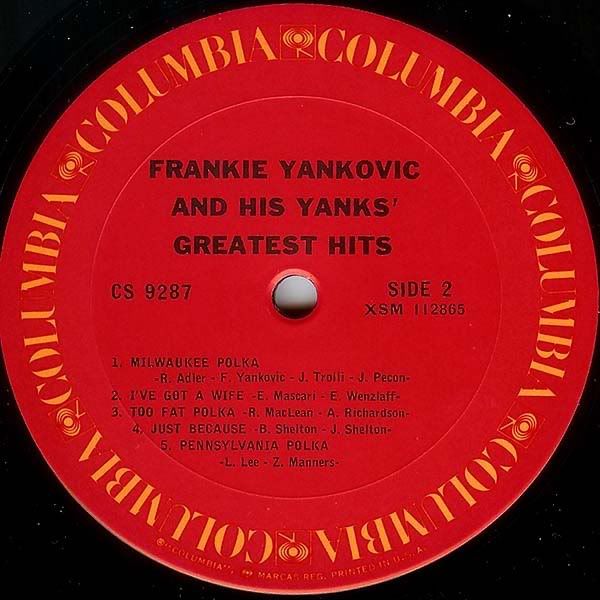 COLUMBIA COLUMBIA COLUMBIA COLUMBIA COLUMBIA COLUMBIA
FRANKIE YANKOVIC
AND HIS YANKS'
GREATEST HITS
CS 9287
SIDE 2
XSM 112865
1. MILWAUKEE POLKA
-R. Adler - F. Yankovic - J. Trolli - J. Pecon-
2. I'VE GOT A WIFE -E. Mascari - E. Wenzlaff-
3. TOO FAT POLKA -R. MacLean - A. Richardson-
4. JUST BECAUSE -B. Shelton - J. Shelton-
5. PENNSYLVANIA POLKA
-L. Lee - Z. Manners-
®"COLUMBIA", MARCAS REG. PRINTED IN U.S.A.